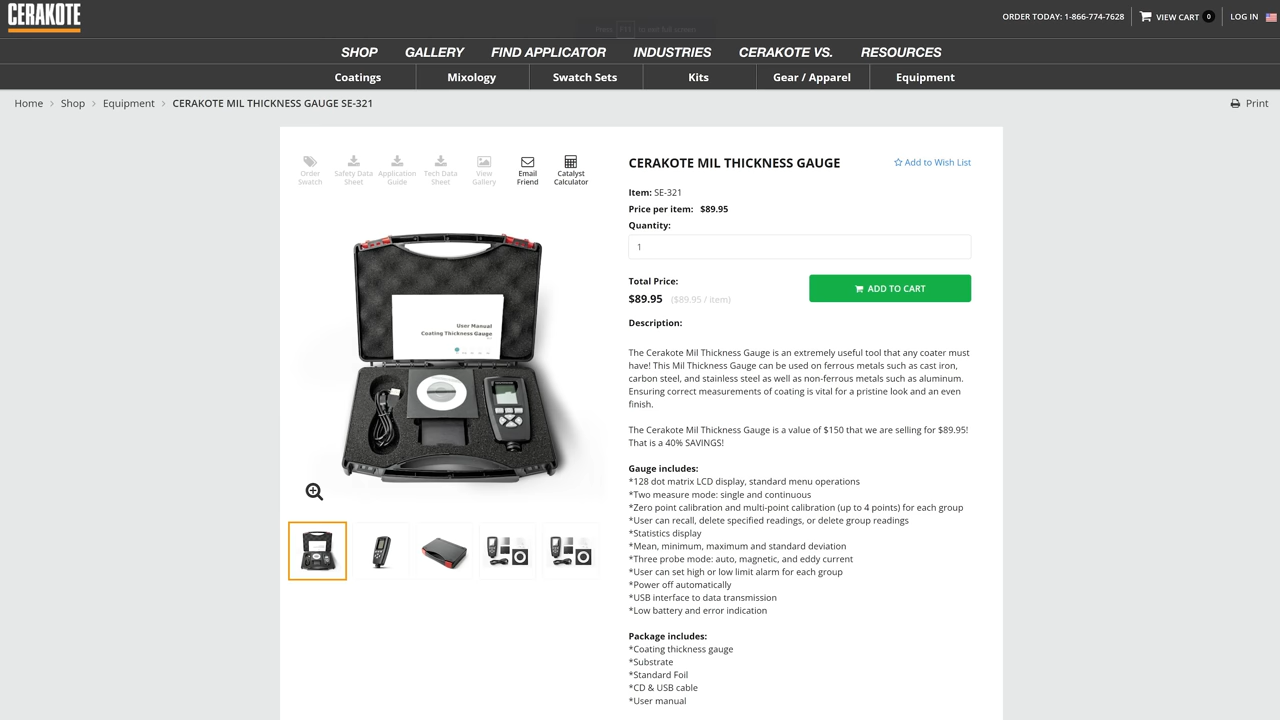 CERAKOTE
ORDER TODAY: 1-866-774-7628
VIEW CART 0
LOG IN
Press F11 to exit full screen
SHOP GALLERY FIND APPLICATOR INDUSTRIES CERAKOTE VS. RESOURCES
Coatings Mixology Swatch Sets Kits Gear / Apparel Equipment
Home > Shop > Equipment > CERAKOTE MIL THICKNESS GAUGE SE-321
Print
Order Swatch
Safety Data Sheet
Application Guide
Tech Data Sheet
View Gallery
Email Friend
Catalyst Calculator
User Manual
Coating Thickness Gauge
CERAKOTE MIL THICKNESS GAUGE
Add to Wish List
Item: SE-321
Price per item: $89.95
Quantity:
1
Total Price:
$89.95 ($89.95 / item)
ADD TO CART
Description:
The Cerakote Mil Thickness Gauge is an extremely useful tool that any coater must
have! This Mil Thickness Gauge can be used on ferrous metals such as cast iron,
carbon steel, and stainless steel as well as non-ferrous metals such as aluminum.
Ensuring correct measurements of coating is vital for a pristine look and an even
finish.
The Cerakote Mil Thickness Gauge is a value of $150 that we are selling for $89.95!
That is a 40% SAVINGS!
Gauge includes:
*128 dot matrix LCD display, standard menu operations
*Two measure mode: single and continuous
*Zero point calibration and multi-point calibration (up to 4 points) for each group
*User can recall, delete specified readings, or delete group readings
*Statistics display
*Mean, minimum, maximum and standard deviation
*Three probe mode: auto, magnetic, and eddy current
*User can set high or low limit alarm for each group
*Power off automatically
*USB interface to data transmission
*Low battery and error indication
Package includes:
*Coating thickness gauge
*Substrate
*Standard Foil
*CD & USB cable
*User manual